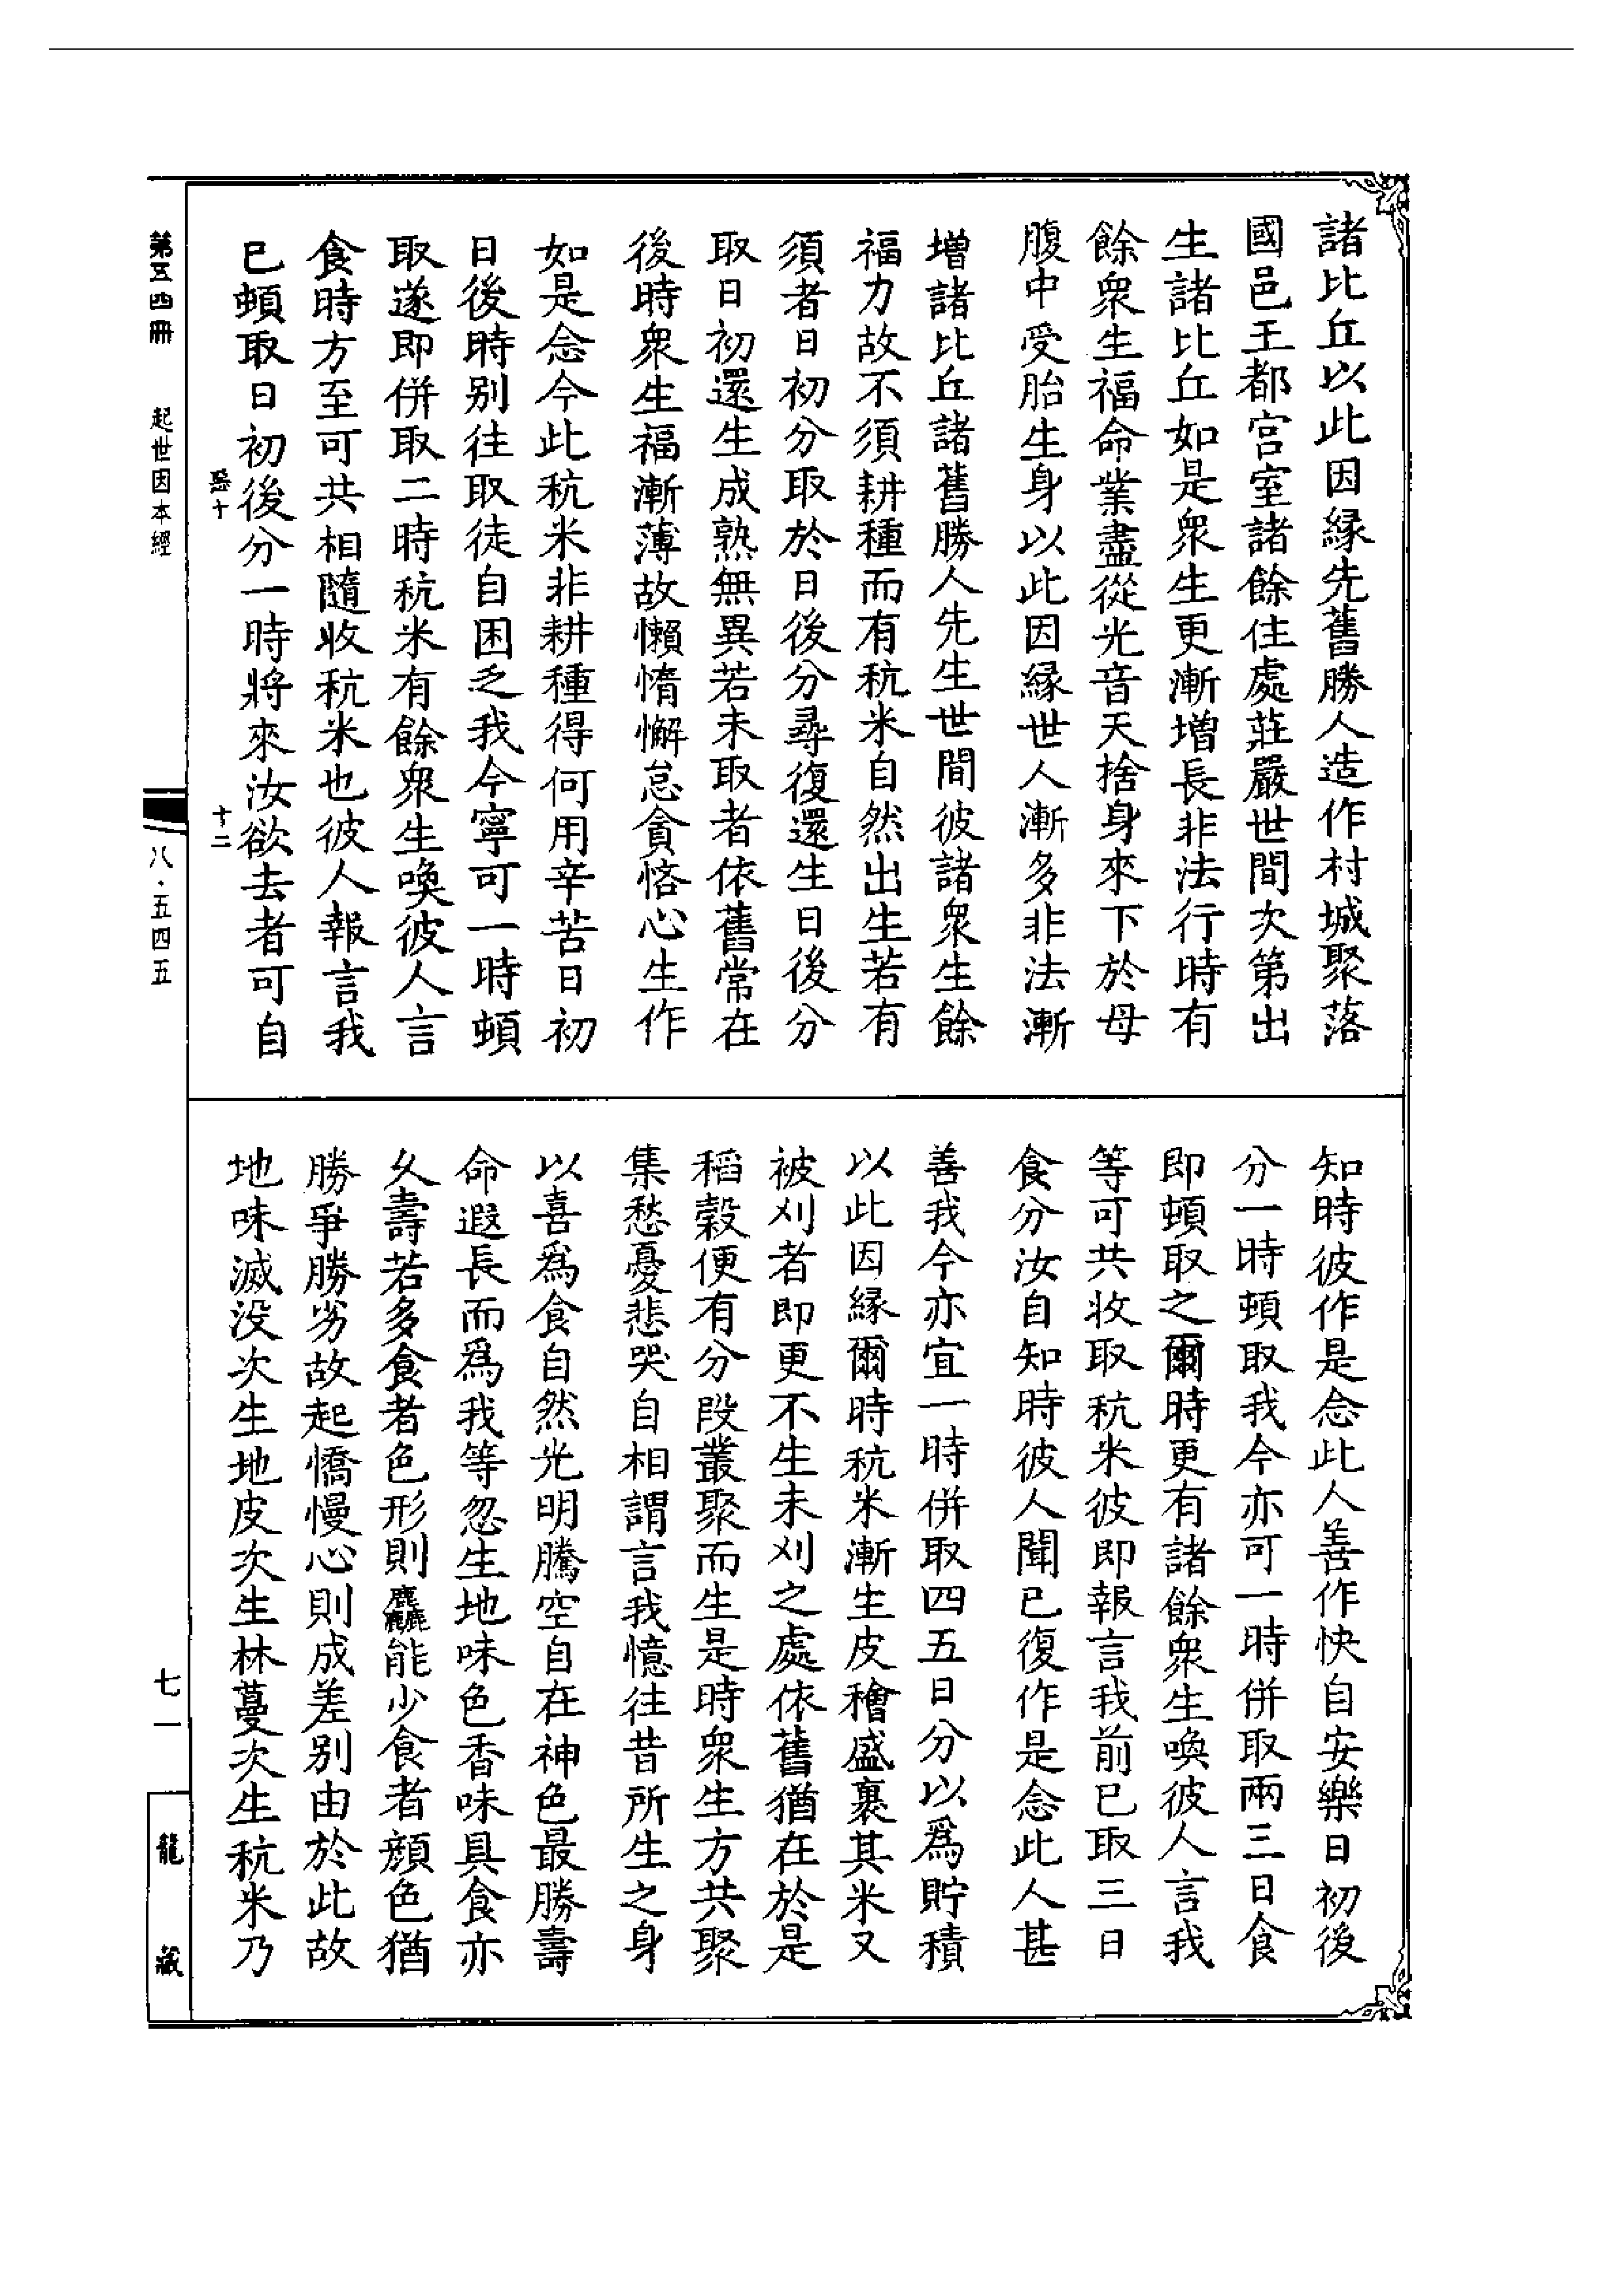 諸比丘以此因緣先舊勝人造作村城聚落
國邑王都宮室諸餘住處莊嚴世間次第出
生諸比丘如是衆生更漸增長非法行時有
餘衆生福命業盡從光音天捨身來下於母
腹中受胎生身以此因緣世人漸多非法漸
增諸比丘諸舊勝人先生世間彼諸衆生餘
福力故不須耕種而有秔米自然出生若有
須者日初分取於日後分尋復還生日後分
取日初還生成熟無異若未取者依舊常在
後時衆生福漸薄故懶惰懈怠貪悋心生作
如是念今此秔米非耕種得何用辛苦日初
日後時别往取徒自困乏我今寧可一時頓
取遂即併取二時秔米有餘衆生喚彼人言
食時方至可共相隨收秔米也彼人報言我
已頓取日初後分一時將來汝欲去者可自
知時彼作是念此人善作快自安樂日初後
分一時頓取我今亦可一時併取兩三日食
即頓取之爾時更有諸餘衆生喚彼人言我
等可共收取秔米彼即報言我前已取三日
食分汝自知時彼人聞已復作是念此人甚
善我今亦宜一時併取四五日分以爲貯積
以此因緣爾時秔米漸生皮糩盛裹其米又
被刈者即更不生未刈之處依舊猶在於是
稻穀便有分段叢聚而生是時衆生方共聚
集愁憂悲哭自相謂言我憶往昔所生之身
以喜爲食自然光明騰空自在神色最勝壽
命遐長而爲我等忽生地味色香味具食亦
久壽若多食者色形則麤能少食者顔色猶
勝爭勝劣故起憍慢心則成差别由於此故
地味滅没次生地皮次生林蔓次生秔米乃
第五四冊
起世因本經
惡十
十二
八·五四五
七一
龍藏